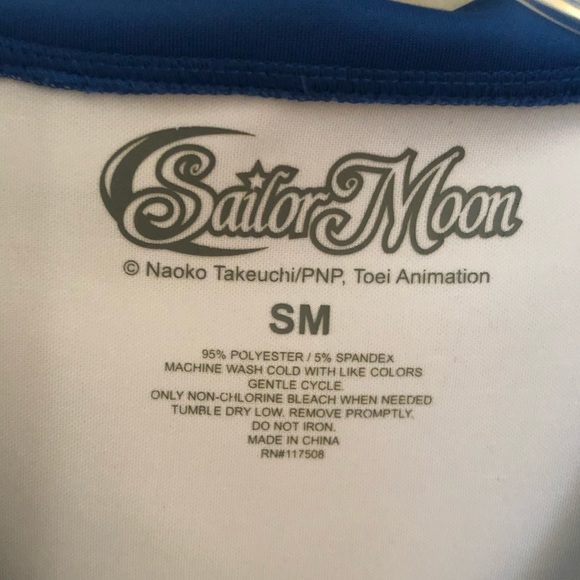 Sailor Moon
© Naoko Takeuchi/PNP, Toei Animation
SM
95% POLYESTER / 5% SPANDEX
MACHINE WASH COLD WITH LIKE COLORS
GENTLE CYCLE.
ONLY NON-CHLORINE BLEACH WHEN NEEDED
TUMBLE DRY LOW. REMOVE PROMPTLY.
DO NOT IRON.
MADE IN CHINA
RN#117508